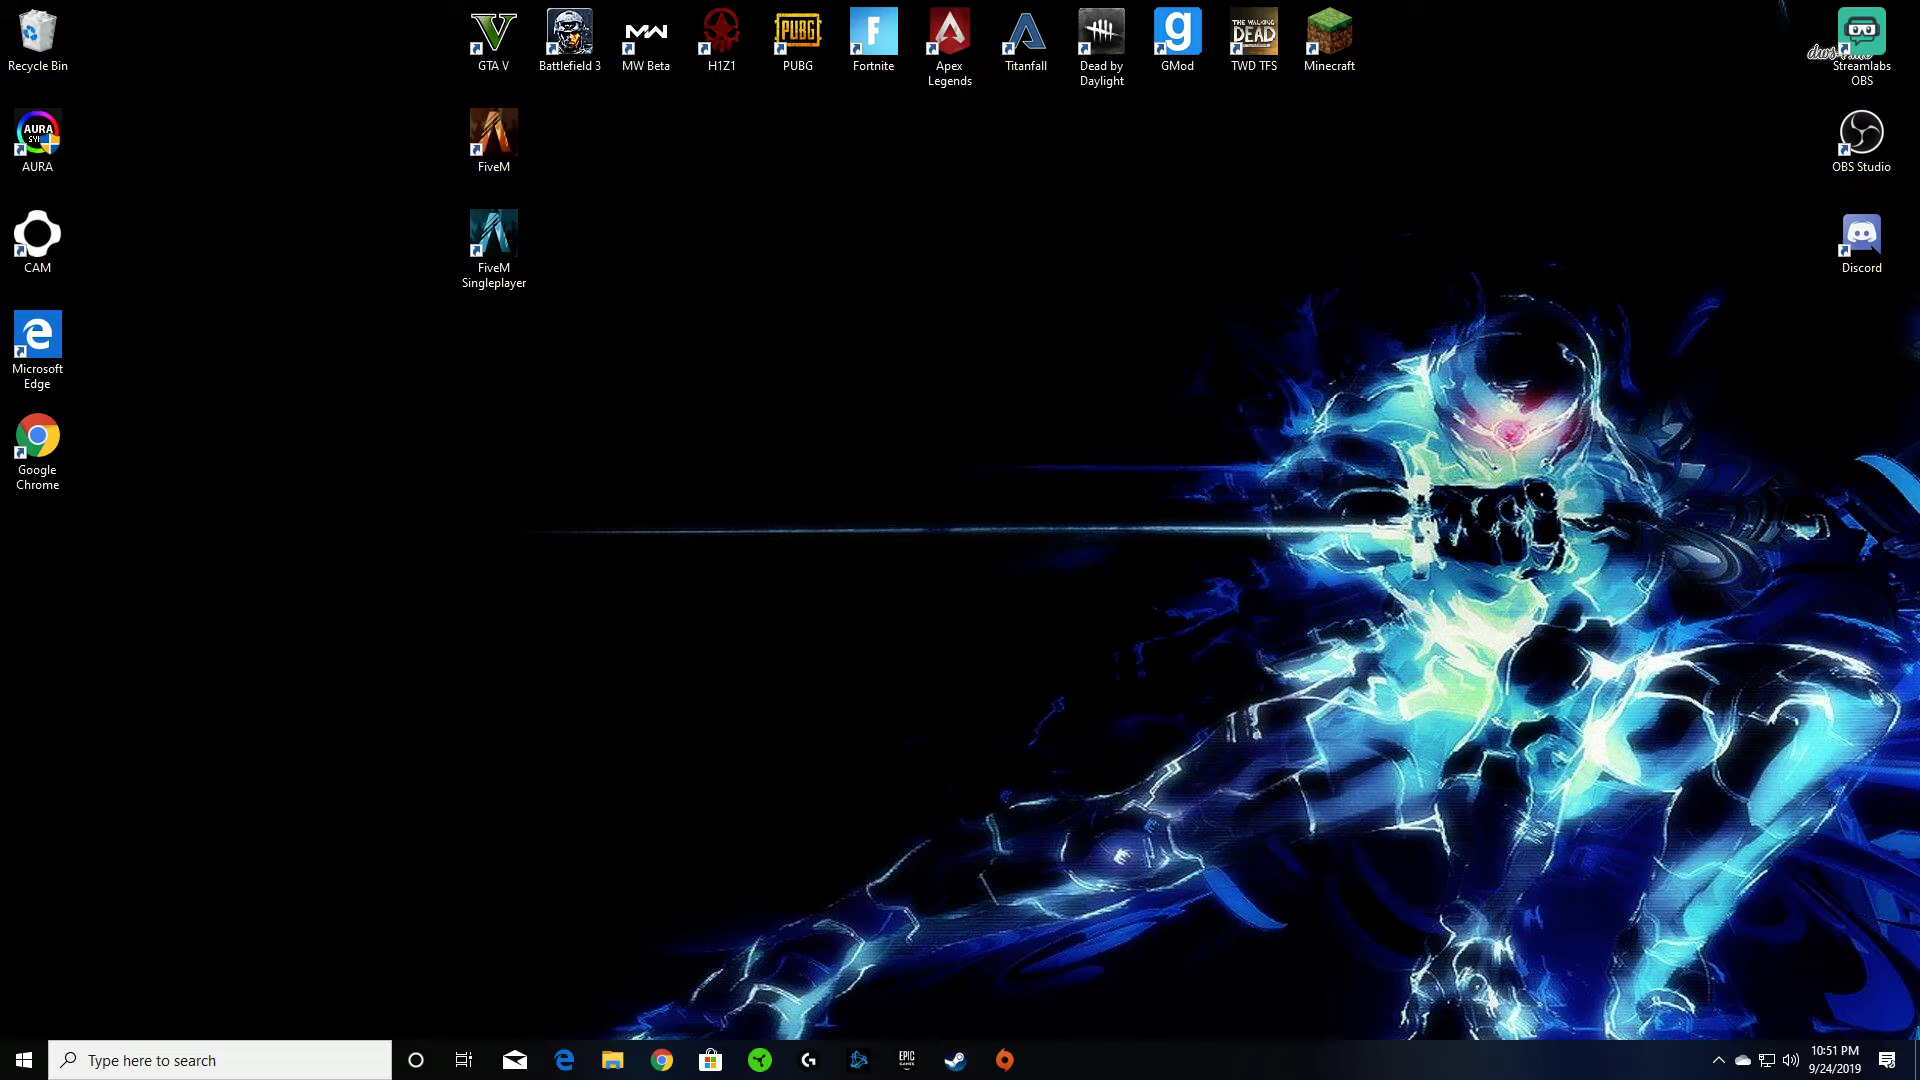 Recycle Bin
GTA V
Battlefield 3
MW Beta
H1Z1
PUBG
PUBG
Fortnite
Apex
Legends
Titanfall
Dead by
Daylight
GMod
THE WALKING
DEAD
TWD TFS
Minecraft
Streamlabs
OBS
AURA
AURA
FiveM
OBS Studio
CAM
FiveM
Singleplayer
Discord
Microsoft
Edge
Google
Chrome
Type here to search
EPIC
GAMES
10:51 PM
9/24/2019